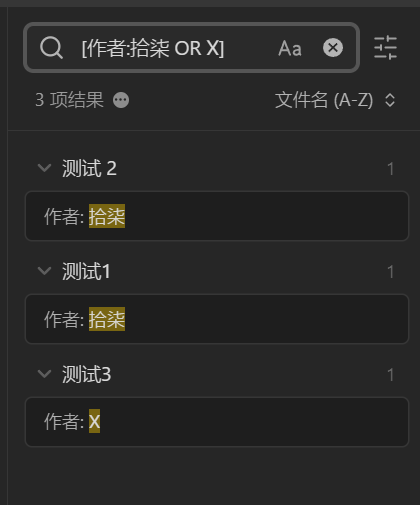 [作者:拾柒 OR X] Aa
3 项结果 文件名 (A-Z)
测试 2 1
作者: 拾柒
测试1 1
作者: 拾柒
测试3 1
作者: X